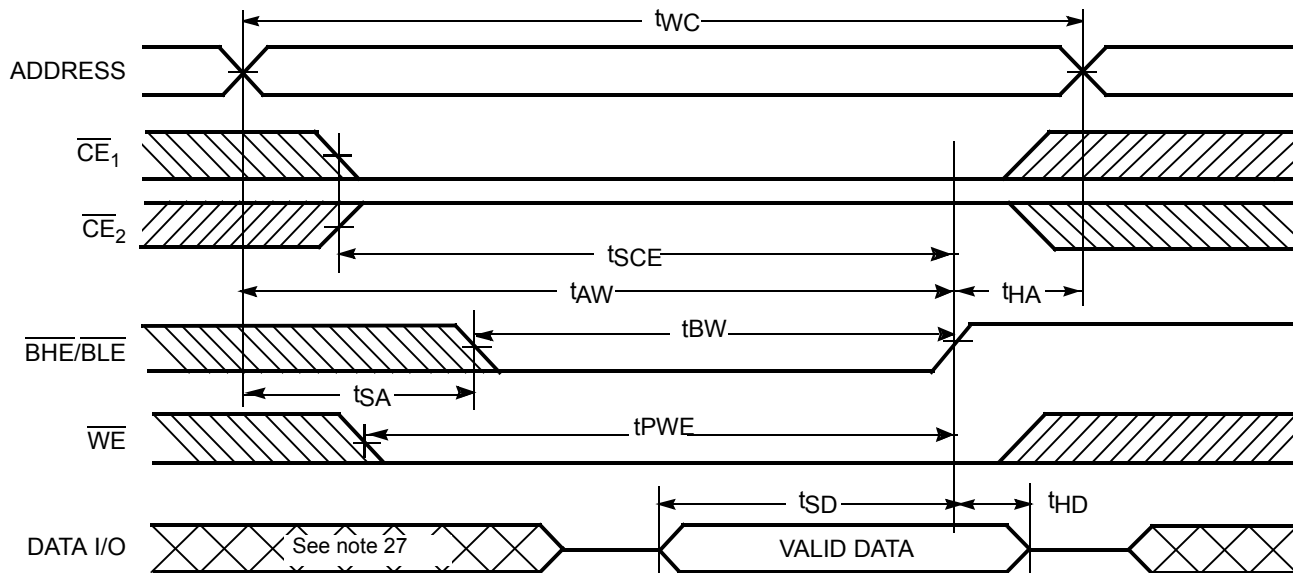 tWC
ADDRESS
CE1
CE2
tSCE
tAW
tHA
BHE/BLE
tBW
tSA
WE
tPWE
tSD
tHD
DATA I/O
See note 27
VALID DATA